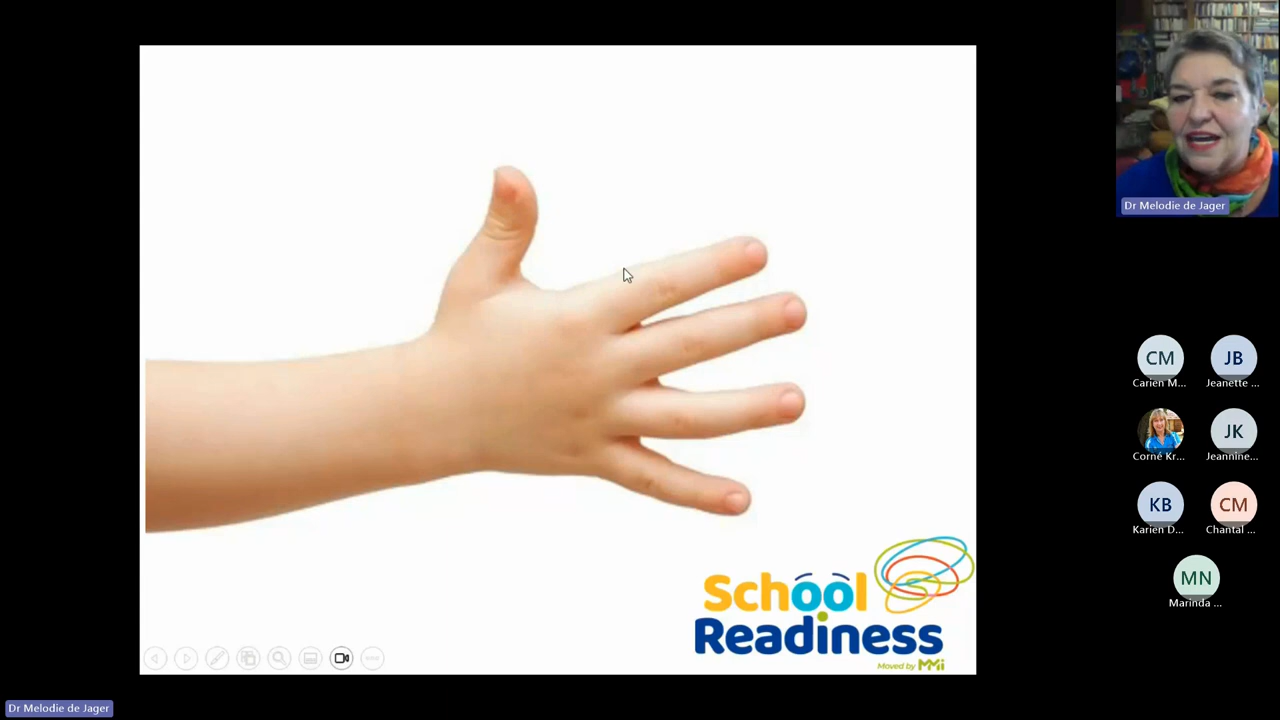 Dr Melodie de Jager
CM
JB
Carien M...
Jeanette ...
JK
Corné Kr...
Jeannine...
KB
CM
Karien D...
Chantal ...
MN
Marinda ...
School
Readiness
Moved by MMi
Dr Melodie de Jager